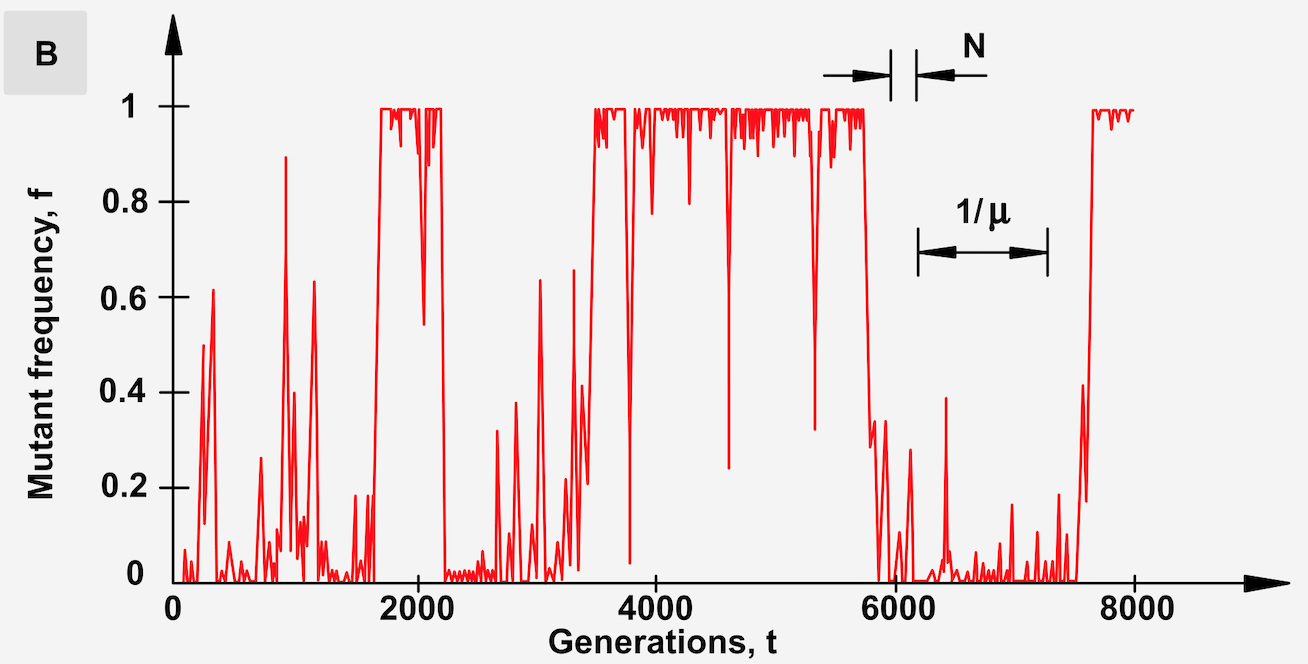 B
N
1
0.8
1/μ
0.6
0.4
0.2
0
Mutant frequency, f
0 2000 4000 6000 8000
Generations, t